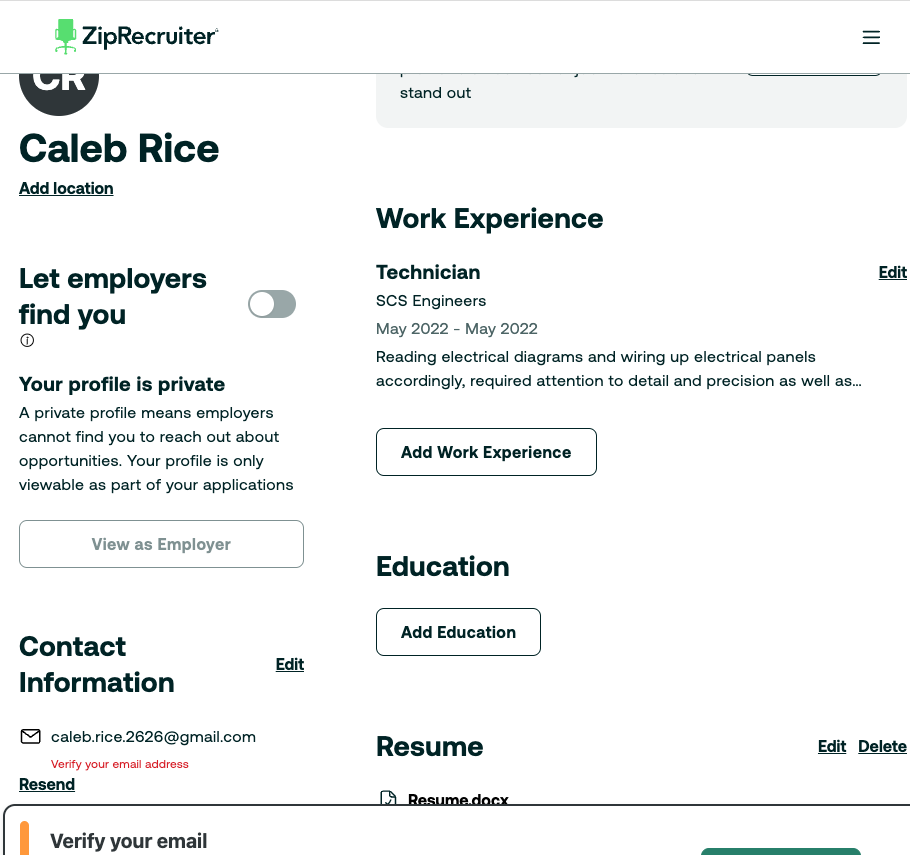 ZipRecruiter
CR
Caleb Rice
Add location
Let employers
find you
Your profile is private
A private profile means employers
cannot find you to reach out about
opportunities. Your profile is only
viewable as part of your applications
View as Employer
Contact
Information
Edit
caleb.rice.2626@gmail.com
Verify your email address
Resend
stand out
Work Experience
Technician
Edit
SCS Engineers
May 2022 - May 2022
Reading electrical diagrams and wiring up electrical panels
accordingly, required attention to detail and precision as well as...
Add Work Experience
Education
Add Education
Resume
Edit Delete
Resume.docx
Verify your email